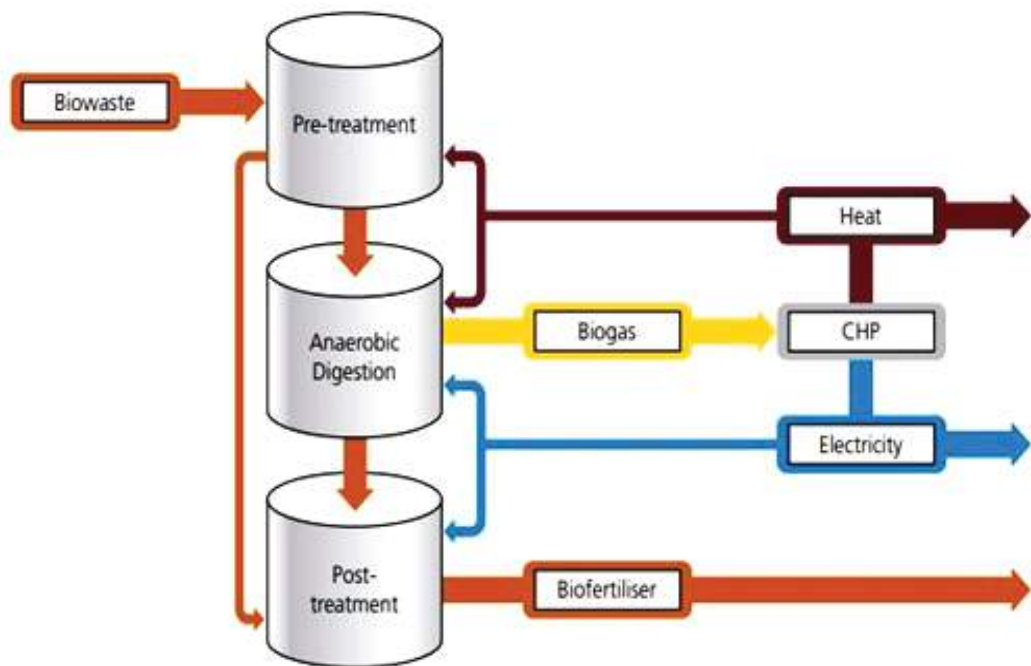 Biowaste
Pre-treatment
Heat
Anaerobic
Digestion
Biogas
CHP
Electricity
Post-
treatment
Biofertiliser